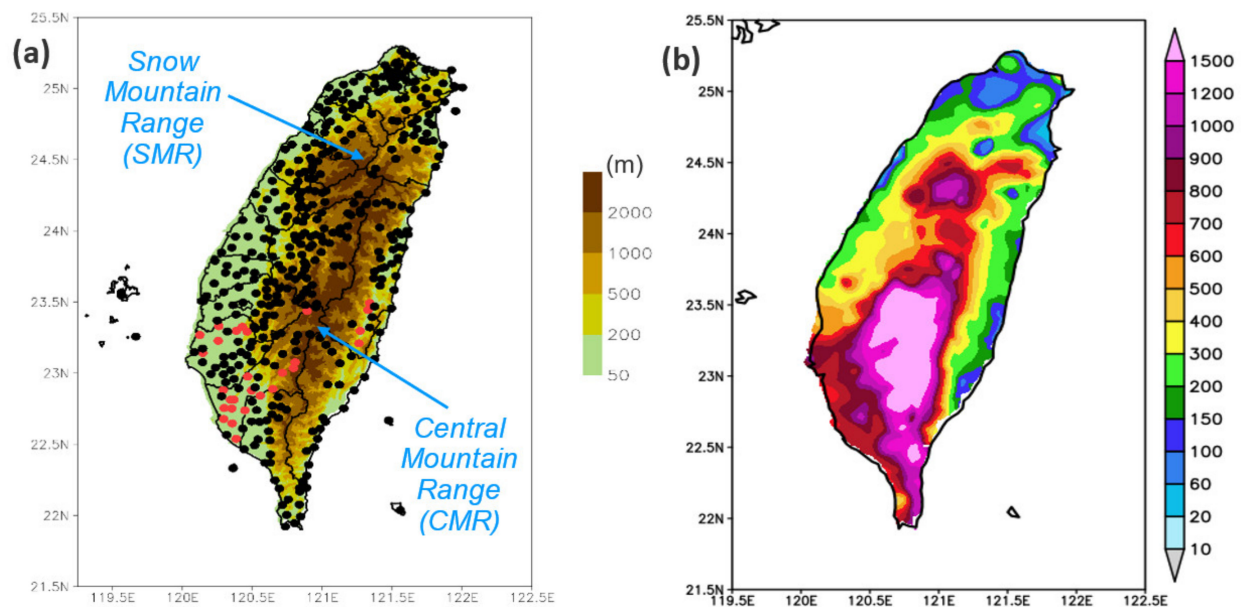 (a)
25.5N
25N
24.5N
24N
23.5N
23N
22.5N
22N
21.5N
119.5E 120E 120.5E 121E 121.5E 122E 122.5E
Snow
Mountain
Range
(SMR)
Central
Mountain
Range
(CMR)
(m)
2000
1000
500
200
50
(b)
25.5N
25N
24.5N
24N
23.5N
23N
22.5N
22N
21.5N
119.5E 120E 120.5E 121E 121.5E 122E 122.5E
1500
1200
1000
900
800
700
600
500
400
300
200
150
100
60
20
10